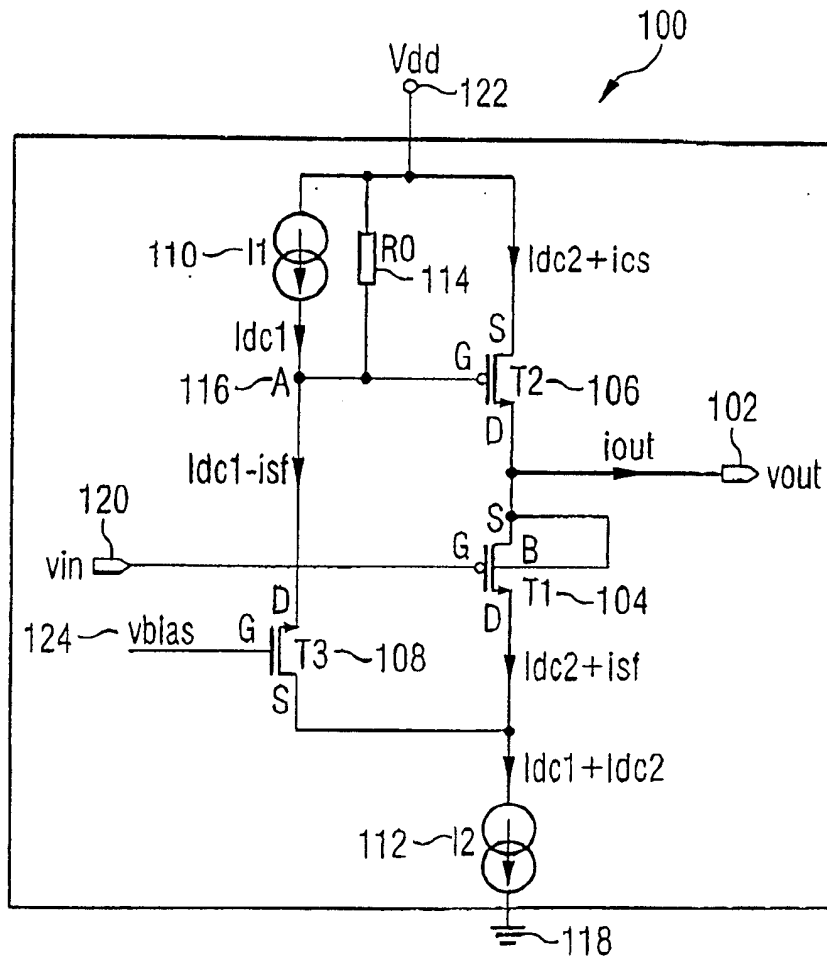 100
Vdd
122
110
I1
R0
114
Idc2+ics
Idc1
S
116
A
G
T2
106
D
102
iout
vout
Idc1-isf
120
S
vin
G
B
D
T1
104
D
124
vbias
G
T3
108
S
Idc2+isf
Idc1+Idc2
112
I2
118